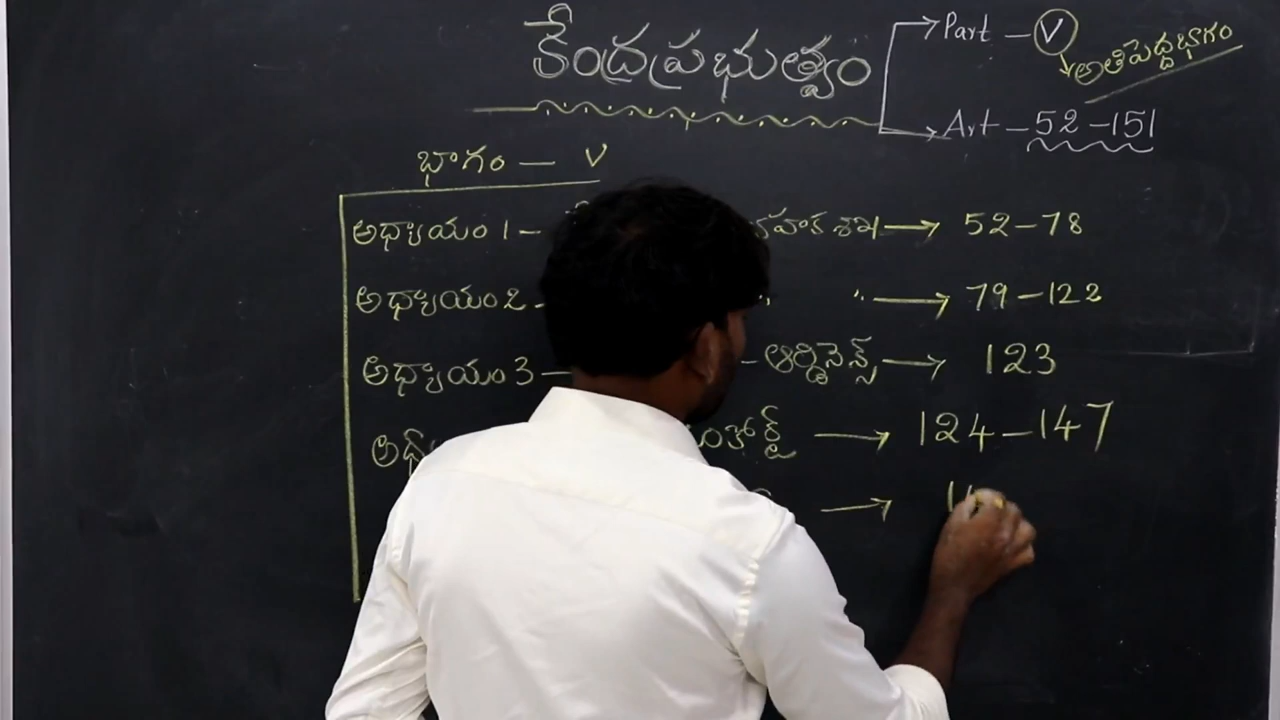 కేంద్రప్రభుత్వం
Part – V
అతిపెద్దభాగం
Art – 52 – 151
భాగం – V
అధ్యాయం 1 – శాఖ → 52 – 78
అధ్యాయం 2 – " → 79 – 122
అధ్యాయం 3 – – ఆర్డినెన్స్ → 123
→ 124 – 147
→